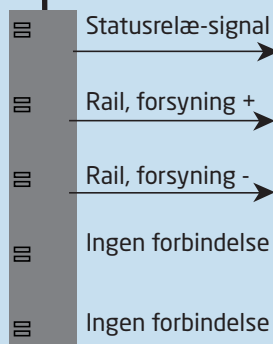 Statusrelæ-signal
Rail, forsyning +
Rail, forsyning -
Ingen forbindelse
Ingen forbindelse